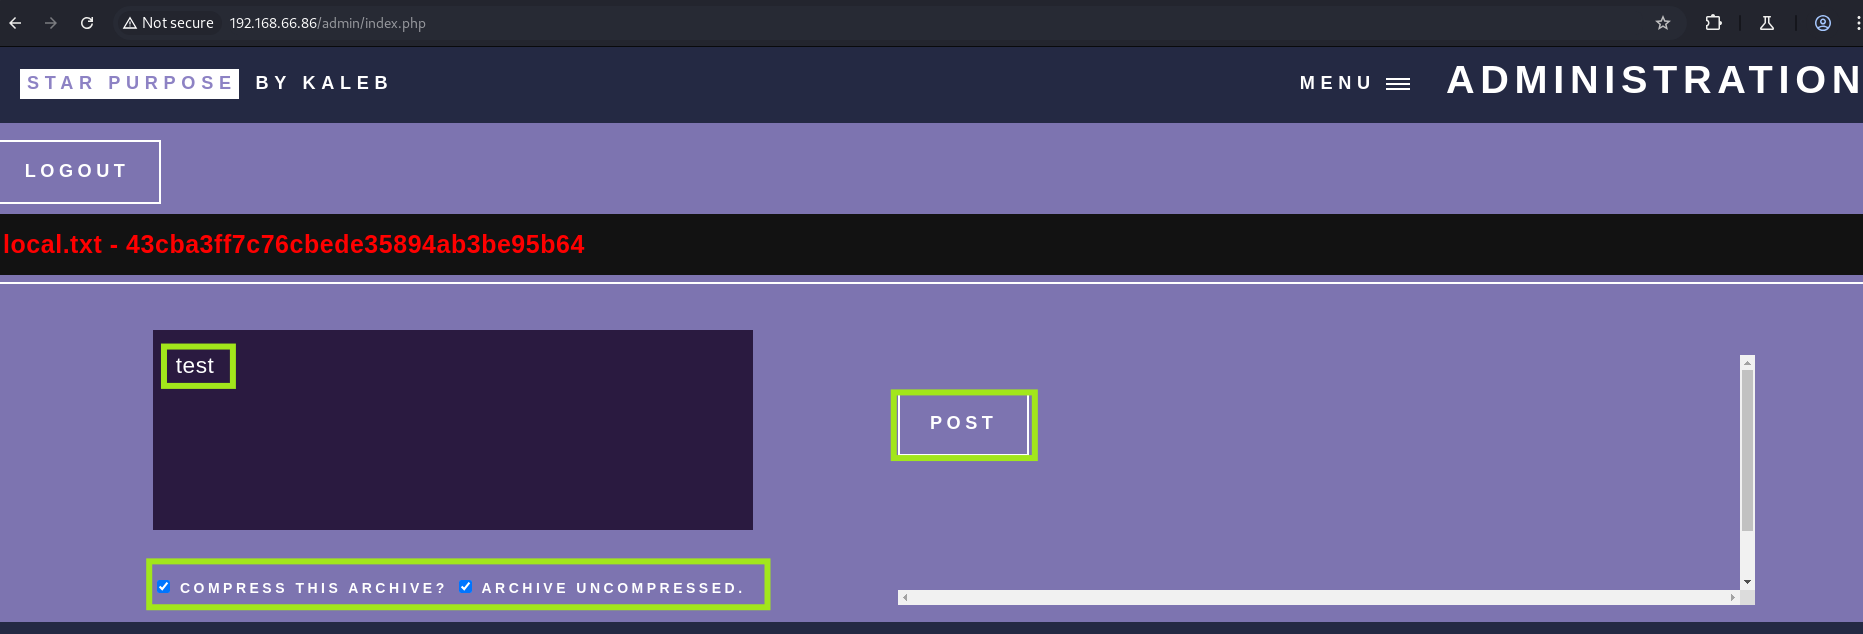 Not secure 192.168.66.86/admin/index.php
STAR PURPOSE BY KALEB MENU ADMINISTRATION
LOGOUT
local.txt - 43cba3ff7c76cbede35894ab3be95b64
test
POST
COMPRESS THIS ARCHIVE? ARCHIVE UNCOMPRESSED.